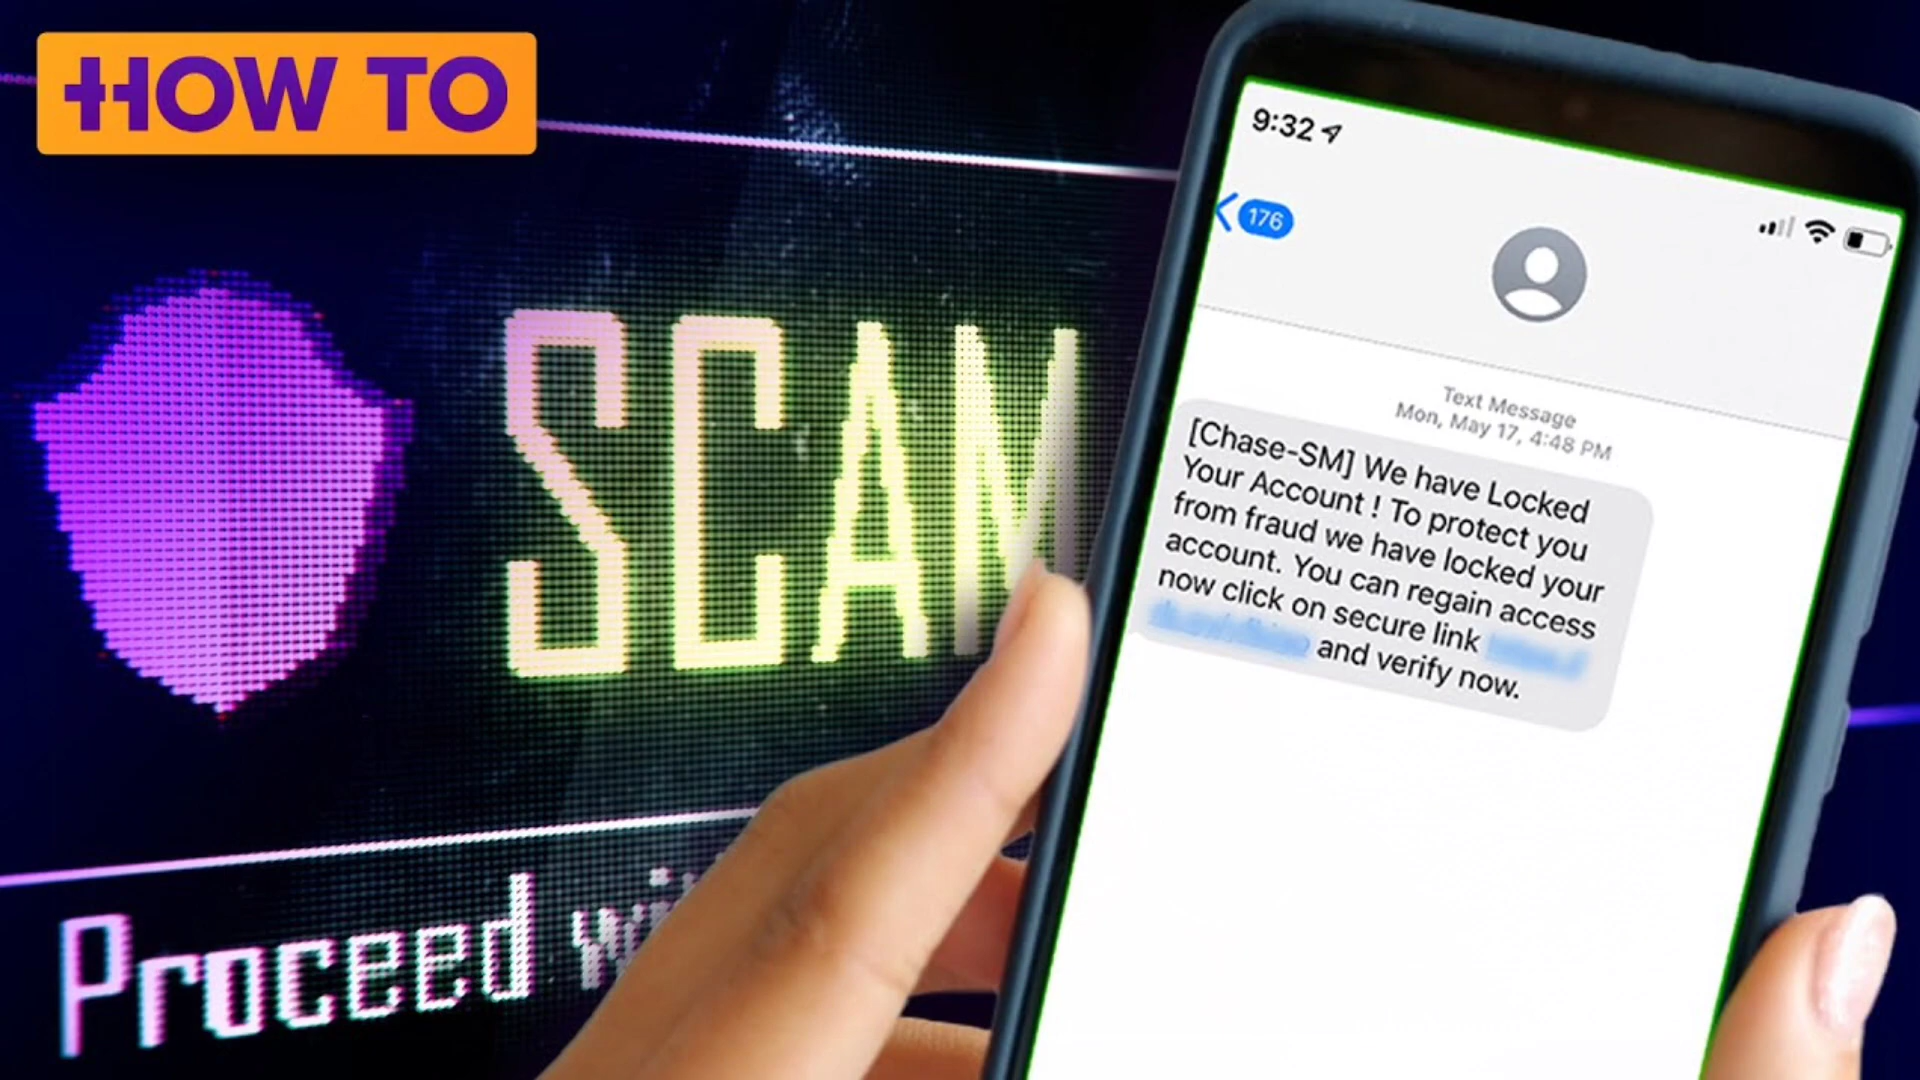 HOW TO
SCAM
Proceed
9:32
176
Text Message
Mon, May 17, 4:48 PM
[Chase-SM] We have Locked
Your Account ! To protect you
from fraud we have locked your
account. You can regain access
now click on secure link
and verify now.